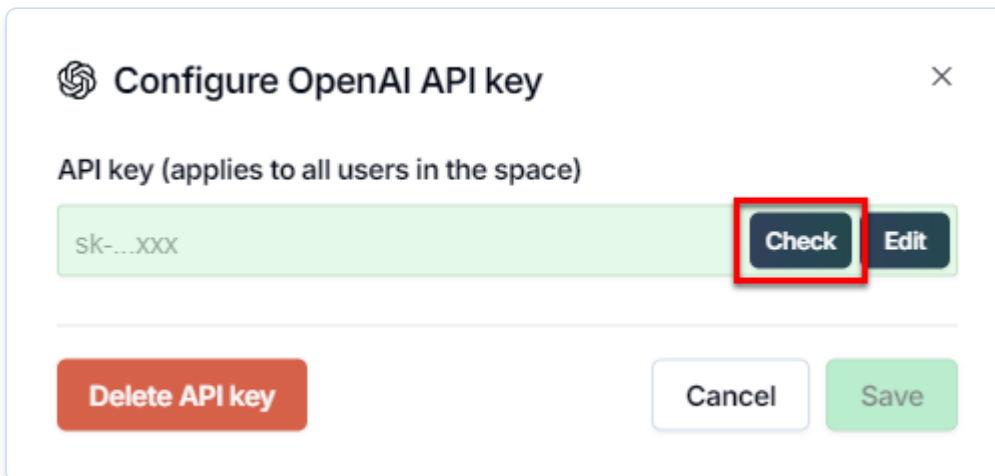 Configure OpenAI API key
API key (applies to all users in the space)
sk-...xxx Check Edit
Delete API key Cancel Save